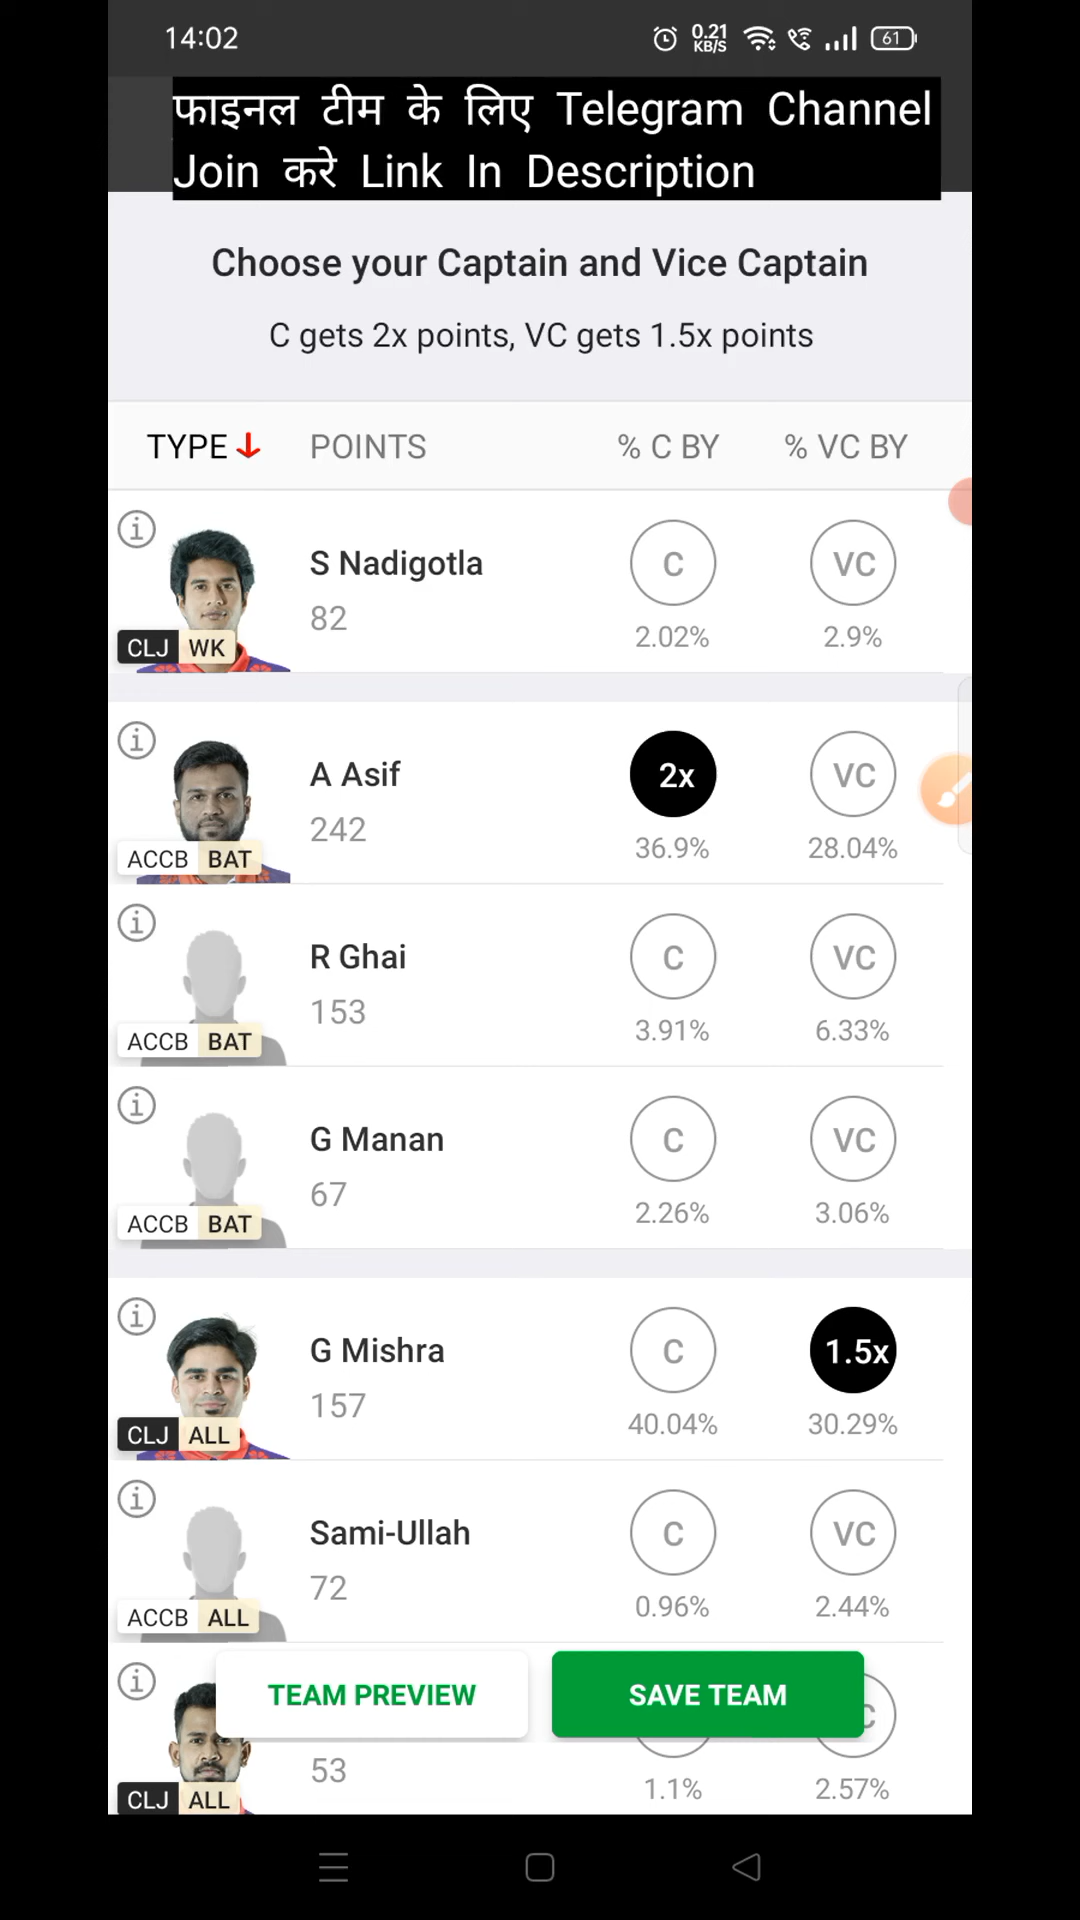 14:02
0.21 KB/S
61
फाइनल टीम के लिए Telegram Channel
Join करे Link In Description
Choose your Captain and Vice Captain
C gets 2x points, VC gets 1.5x points
TYPE POINTS % C BY % VC BY
S Nadigotla
82
C
VC
2.02%
2.9%
CLJ WK
A Asif
242
2x
VC
36.9%
28.04%
ACCB BAT
R Ghai
153
C
VC
3.91%
6.33%
ACCB BAT
G Manan
67
C
VC
2.26%
3.06%
ACCB BAT
G Mishra
157
C
1.5x
40.04%
30.29%
CLJ ALL
Sami-Ullah
72
C
VC
0.96%
2.44%
ACCB ALL
TEAM PREVIEW
SAVE TEAM
C
53
1.1%
2.57%
CLJ ALL